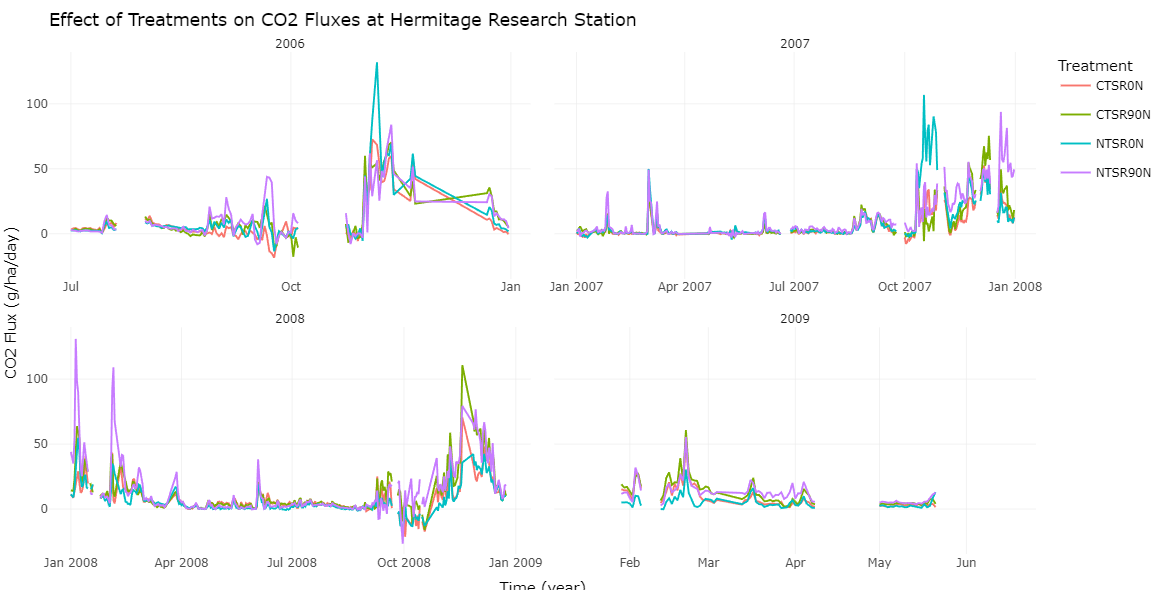 Effect of Treatments on CO2 Fluxes at Hermitage Research Station
2006
2007
Treatment
CTSR0N
CTSR90N
NTSR0N
NTSR90N
100
50
0
Jul
Oct
Jan
Jan 2007
Apr 2007
Jul 2007
Oct 2007
Jan 2008
CO2 Flux (g/ha/day)
2008
2009
100
50
0
Jan 2008
Apr 2008
Jul 2008
Oct 2008
Jan 2009
Feb
Mar
Apr
May
Jun
Time (year)